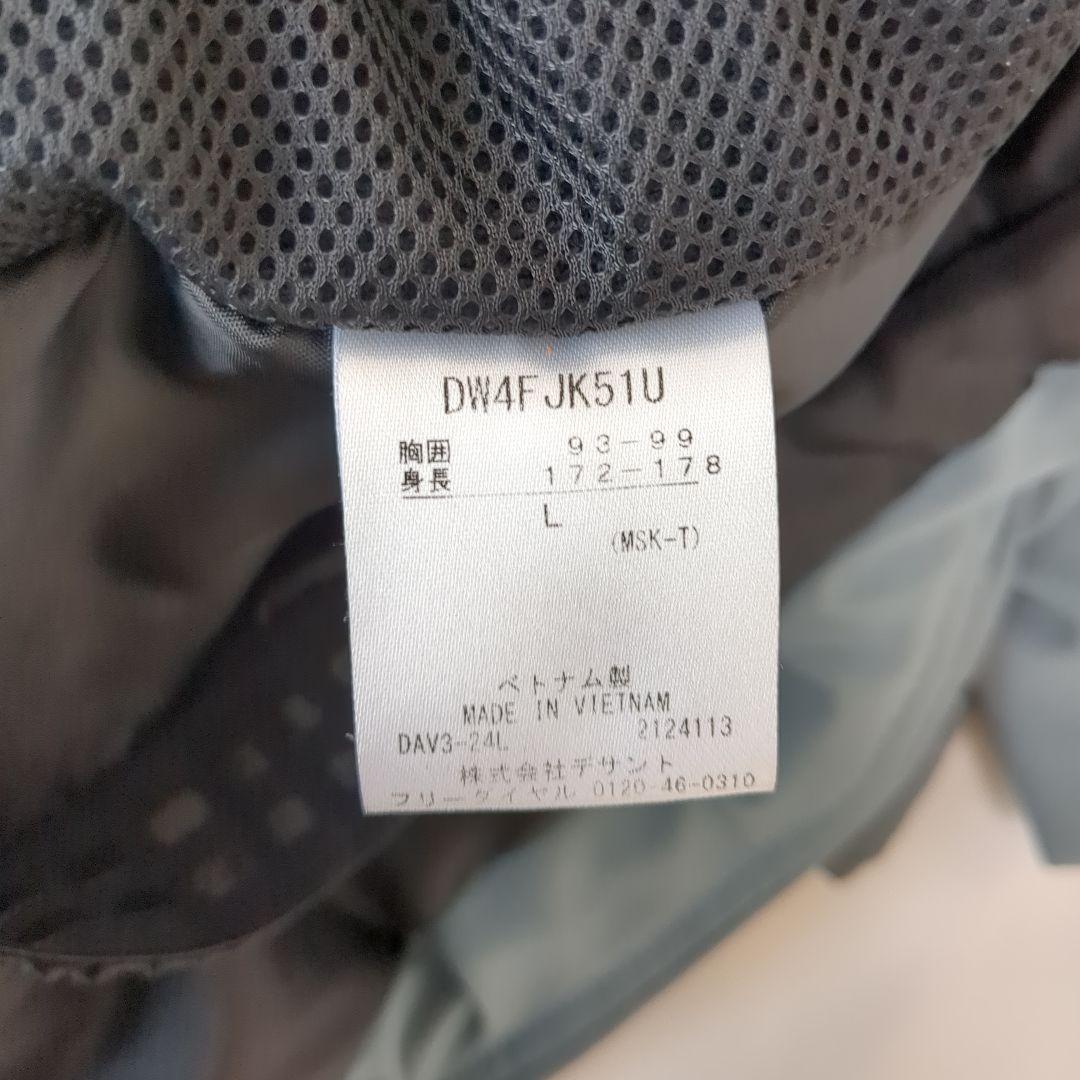 DW4FJK51U
胸囲 93-99
身長 172-178
L
(MSK-T)
ベトナム製
MADE IN VIETNAM
DAV3-24L 2124113
株式会社デサント
フリーダイヤル 0120-46-0310